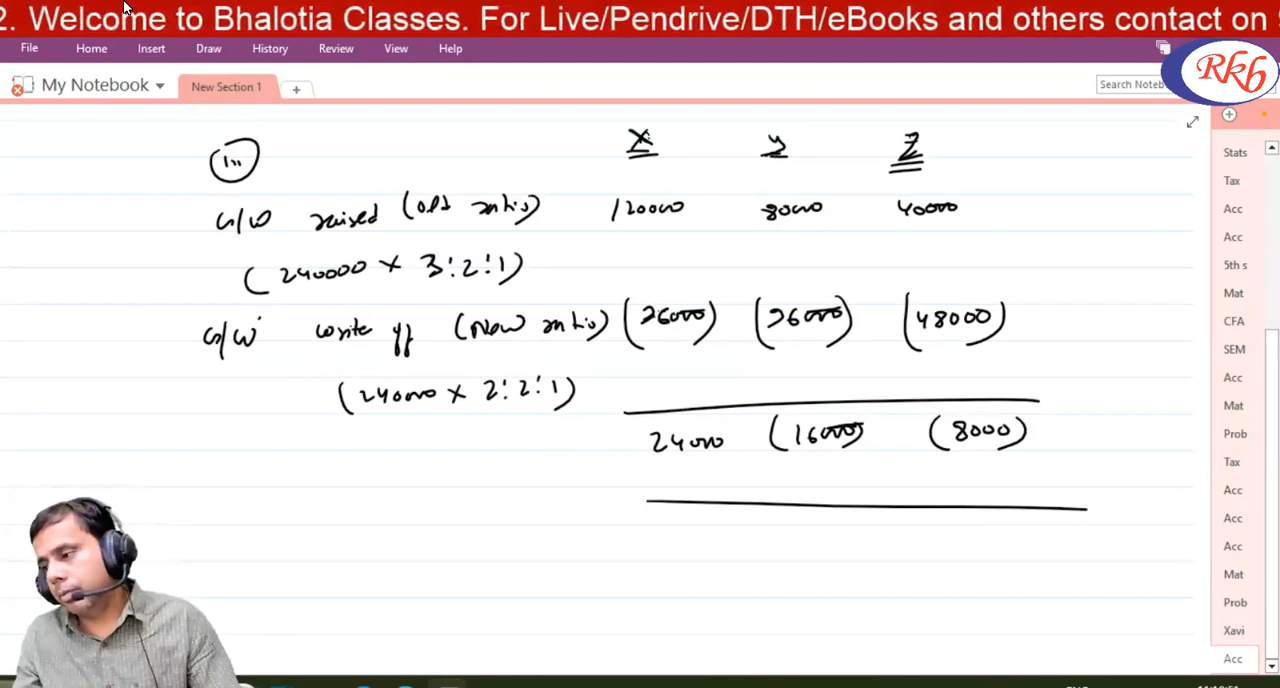 2. Welcome to Bhalotia Classes. For Live/Pendrive/DTH/eBooks and others contact on
File Home Insert Draw History Review View Help
Rkb
My Notebook New Section 1 + Search Noteb
X Y Z
(iii)
G/W raised (old ratio) 120000 80000 40000
(240000 x 3:2:1)
G/W write off (New ratio) (96000) (96000) (48000)
(240000 x 2:2:1)
24000 (16000) (8000)
Stats
Tax
Acc
Acc
5th s
Mat
CFA
SEM
Acc
Mat
Prob
Tax
Acc
Acc
Acc
Mat
Prob
Xavi
Acc